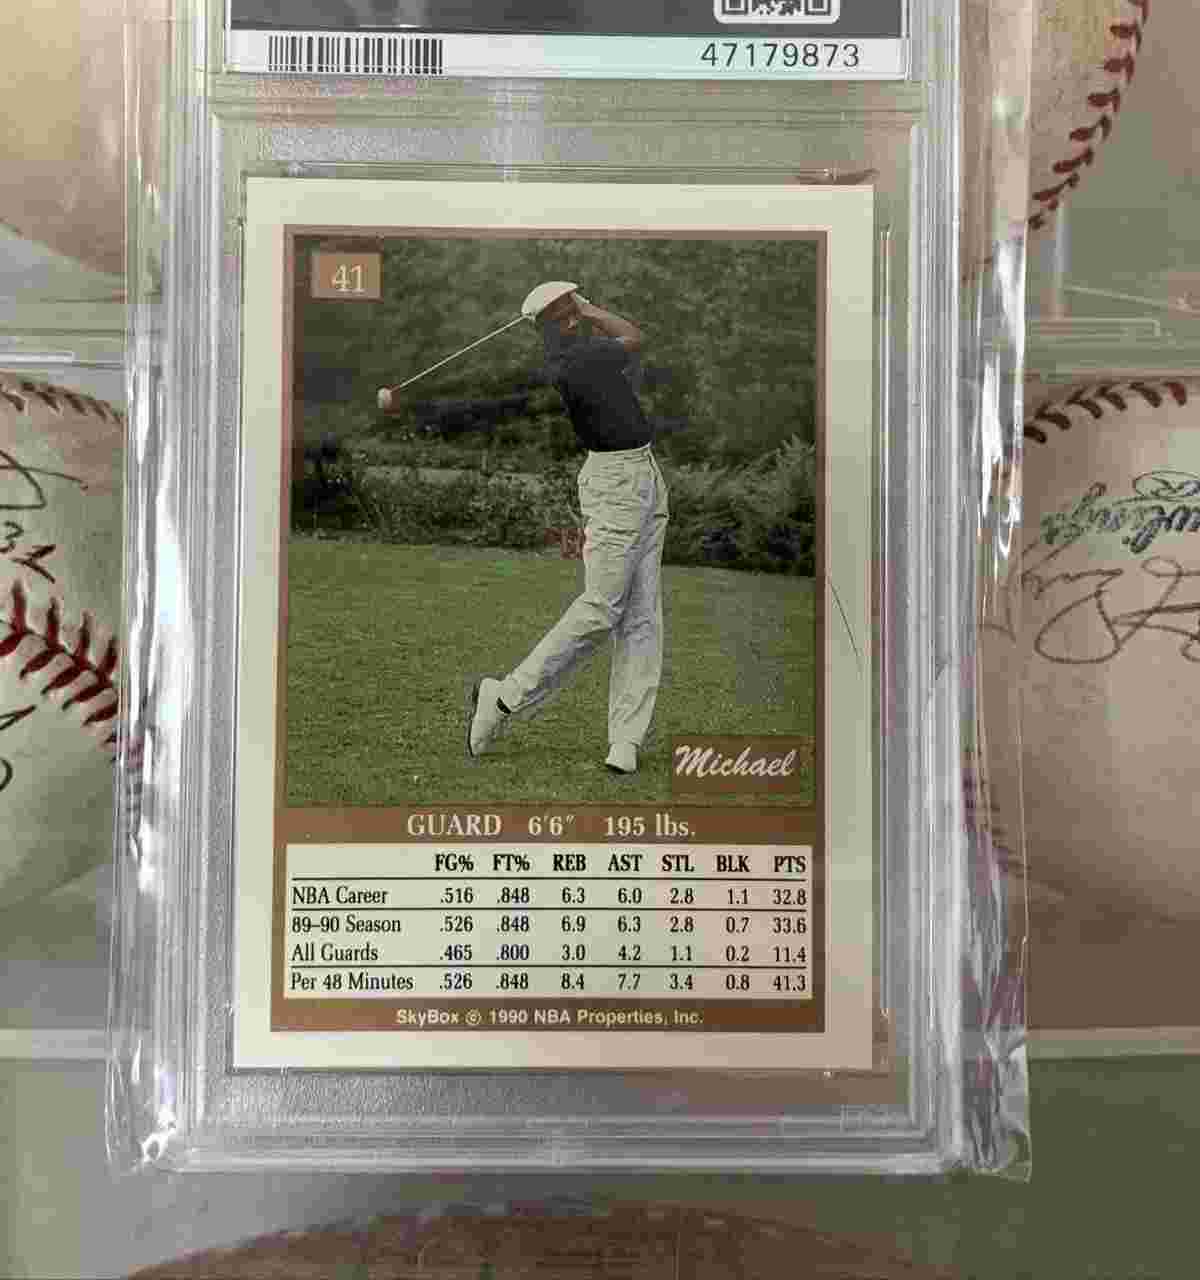 47179873
41
Michael
GUARD 6'6" 195 lbs.
FG% FT% REB AST STL BLK PTS
NBA Career .516 .848 6.3 6.0 2.8 1.1 32.8
89–90 Season .526 .848 6.9 6.3 2.8 0.7 33.6
All Guards .465 .800 3.0 4.2 1.1 0.2 11.4
Per 48 Minutes .526 .848 8.4 7.7 3.4 0.8 41.3
SkyBox © 1990 NBA Properties, Inc.
31